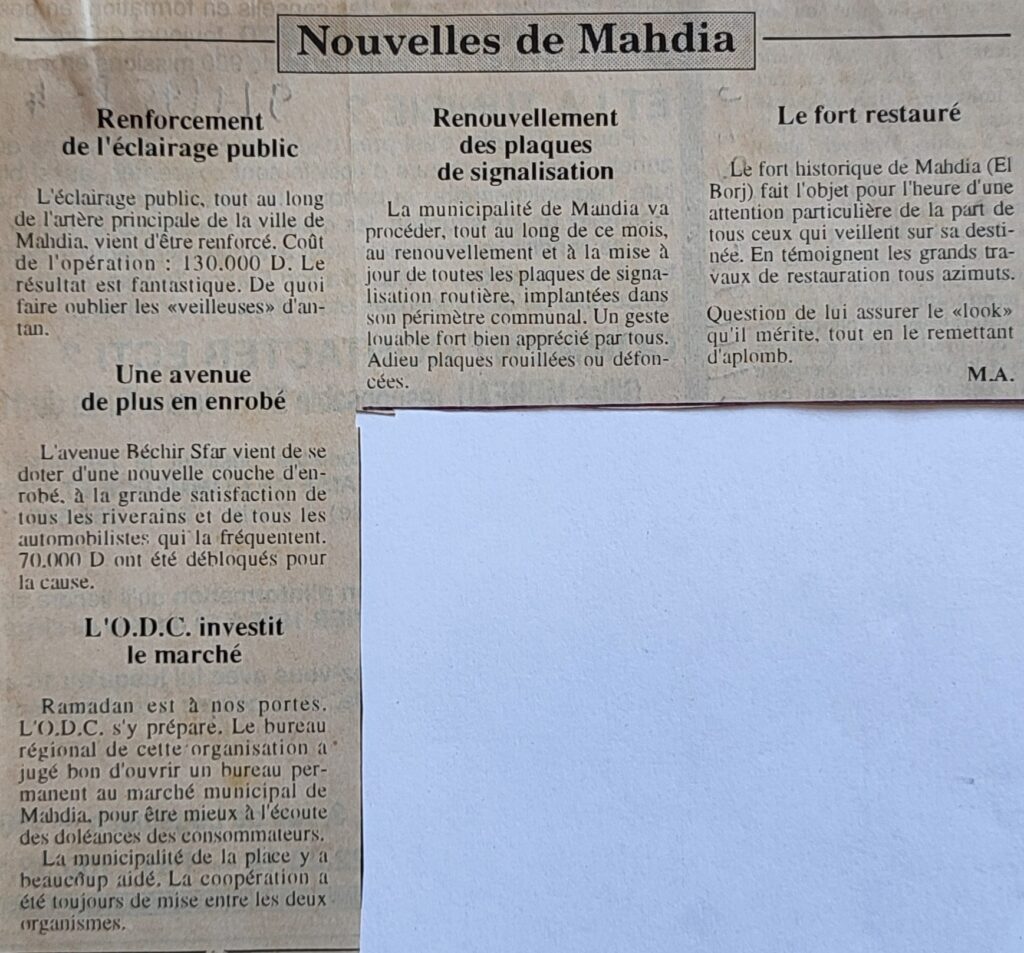 Nouvelles de Mahdia
Renforcement
de l'éclairage public
L'éclairage public, tout au long
de l'artère principale de la ville de
Mahdia, vient d'être renforcé. Coût
de l'opération : 130.000 D. Le
résultat est fantastique. De quoi
faire oublier les «veilleuses» d'an-
tan.
Une avenue
de plus en enrobé
L'avenue Béchir Sfar vient de se
doter d'une nouvelle couche d'en-
robé, à la grande satisfaction de
tous les riverains et de tous les
automobilistes qui la fréquentent.
70.000 D ont été débloqués pour
la cause.
L'O.D.C. investit
le marché
Ramadan est à nos portes.
L'O.D.C. s'y prépare. Le bureau
régional de cette organisation a
jugé bon d'ouvrir un bureau per-
manent au marché municipal de
Mahdia, pour être mieux à l'écoute
des doléances des consommateurs.
La municipalité de la place y a
beaucoup aidé. La coopération a
été toujours de mise entre les deux
organismes.
Renouvellement
des plaques
de signalisation
La municipalité de Mahdia va
procéder, tout au long de ce mois,
au renouvellement et à la mise à
jour de toutes les plaques de signa-
lisation routière, implantées dans
son périmètre communal. Un geste
louable fort bien apprécié par tous.
Adieu plaques rouillées ou défon-
cées.
Le fort restauré
Le fort historique de Mahdia (El
Borj) fait l'objet pour l'heure d'une
attention particulière de la part de
tous ceux qui veillent sur sa desti-
née. En témoignent les grands tra-
vaux de restauration tous azimuts.
Question de lui assurer le «look»
qu'il mérite, tout en le remettant
d'aplomb.
M.A.